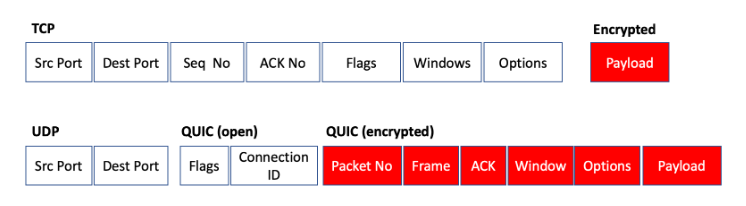 TCP Encrypted
Src Port Dest Port Seq No ACK No Flags Windows Options Payload
UDP QUIC (open) QUIC (encrypted)
Src Port Dest Port Flags Connection ID Packet No Frame ACK Window Options Payload